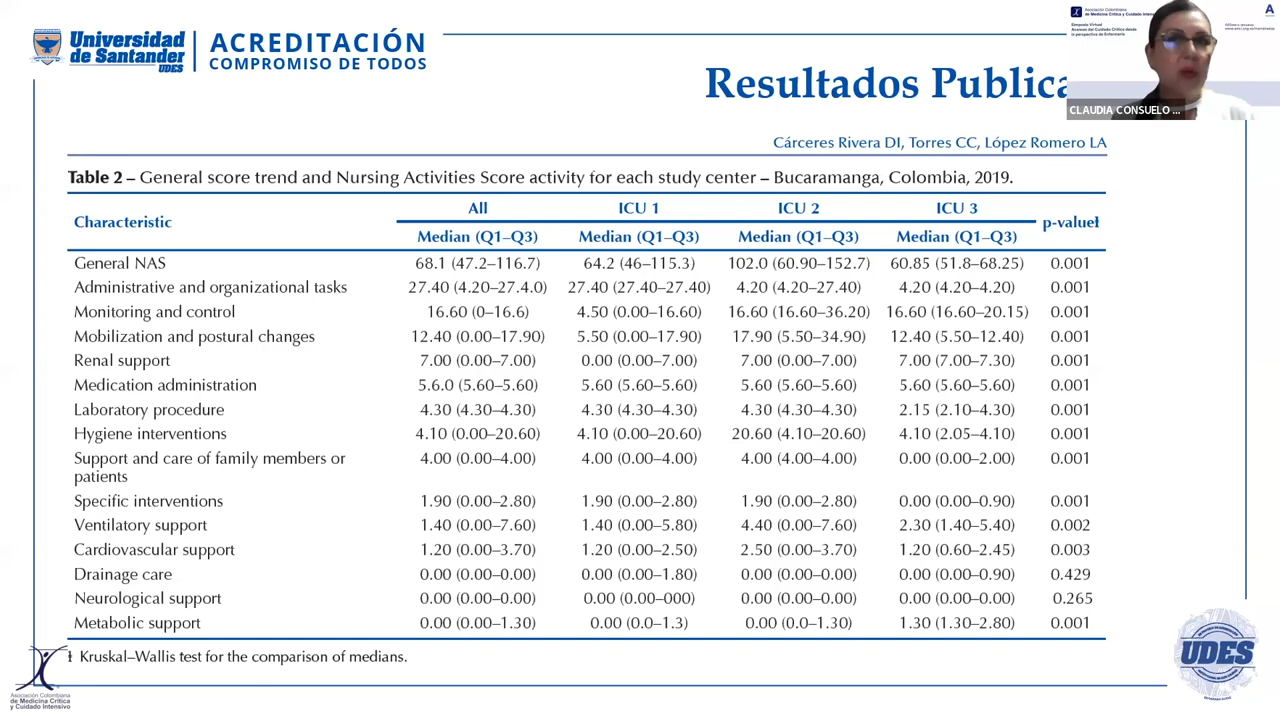 Universidad
de Santander
UDES
ACREDITACIÓN
COMPROMISO DE TODOS
Asociación Colombiana
de Medicina Crítica y Cuidado
Simposio Virtual
Avances del Cuidado Crítico desde
la perspectiva de Enfermería
A
CLAUDIA CONSUELO ...
Resultados Publica
Cárceres Rivera DI, Torres CC, López Romero LA
Table 2 – General score trend and Nursing Activities Score activity for each study center – Bucaramanga, Colombia, 2019.
Characteristic All ICU 1 ICU 2 ICU 3 p-valueƗ
Median (Q1–Q3) Median (Q1–Q3) Median (Q1–Q3) Median (Q1–Q3)
General NAS 68.1 (47.2–116.7) 64.2 (46–115.3) 102.0 (60.90–152.7) 60.85 (51.8–68.25) 0.001
Administrative and organizational tasks 27.40 (4.20–27.4.0) 27.40 (27.40–27.40) 4.20 (4.20–27.40) 4.20 (4.20–4.20) 0.001
Monitoring and control 16.60 (0–16.6) 4.50 (0.00–16.60) 16.60 (16.60–36.20) 16.60 (16.60–20.15) 0.001
Mobilization and postural changes 12.40 (0.00–17.90) 5.50 (0.00–17.90) 17.90 (5.50–34.90) 12.40 (5.50–12.40) 0.001
Renal support 7.00 (0.00–7.00) 0.00 (0.00–7.00) 7.00 (0.00–7.00) 7.00 (7.00–7.30) 0.001
Medication administration 5.6.0 (5.60–5.60) 5.60 (5.60–5.60) 5.60 (5.60–5.60) 5.60 (5.60–5.60) 0.001
Laboratory procedure 4.30 (4.30–4.30) 4.30 (4.30–4.30) 4.30 (4.30–4.30) 2.15 (2.10–4.30) 0.001
Hygiene interventions 4.10 (0.00–20.60) 4.10 (0.00–20.60) 20.60 (4.10–20.60) 4.10 (2.05–4.10) 0.001
Support and care of family members or 4.00 (0.00–4.00) 4.00 (0.00–4.00) 4.00 (4.00–4.00) 0.00 (0.00–2.00) 0.001
patients
Specific interventions 1.90 (0.00–2.80) 1.90 (0.00–2.80) 1.90 (0.00–2.80) 0.00 (0.00–0.90) 0.001
Ventilatory support 1.40 (0.00–7.60) 1.40 (0.00–5.80) 4.40 (0.00–7.60) 2.30 (1.40–5.40) 0.002
Cardiovascular support 1.20 (0.00–3.70) 1.20 (0.00–2.50) 2.50 (0.00–3.70) 1.20 (0.60–2.45) 0.003
Drainage care 0.00 (0.00–0.00) 0.00 (0.00–1.80) 0.00 (0.00–0.00) 0.00 (0.00–0.90) 0.429
Neurological support 0.00 (0.00–0.00) 0.00 (0.00–000) 0.00 (0.00–0.00) 0.00 (0.00–0.00) 0.265
Metabolic support 0.00 (0.00–1.30) 0.00 (0.0–1.3) 0.00 (0.0–1.30) 1.30 (1.30–2.80) 0.001
Ɨ Kruskal–Wallis test for the comparison of medians.
Asociación Colombiana
de Medicina Crítica
y Cuidado Intensivo
UDES